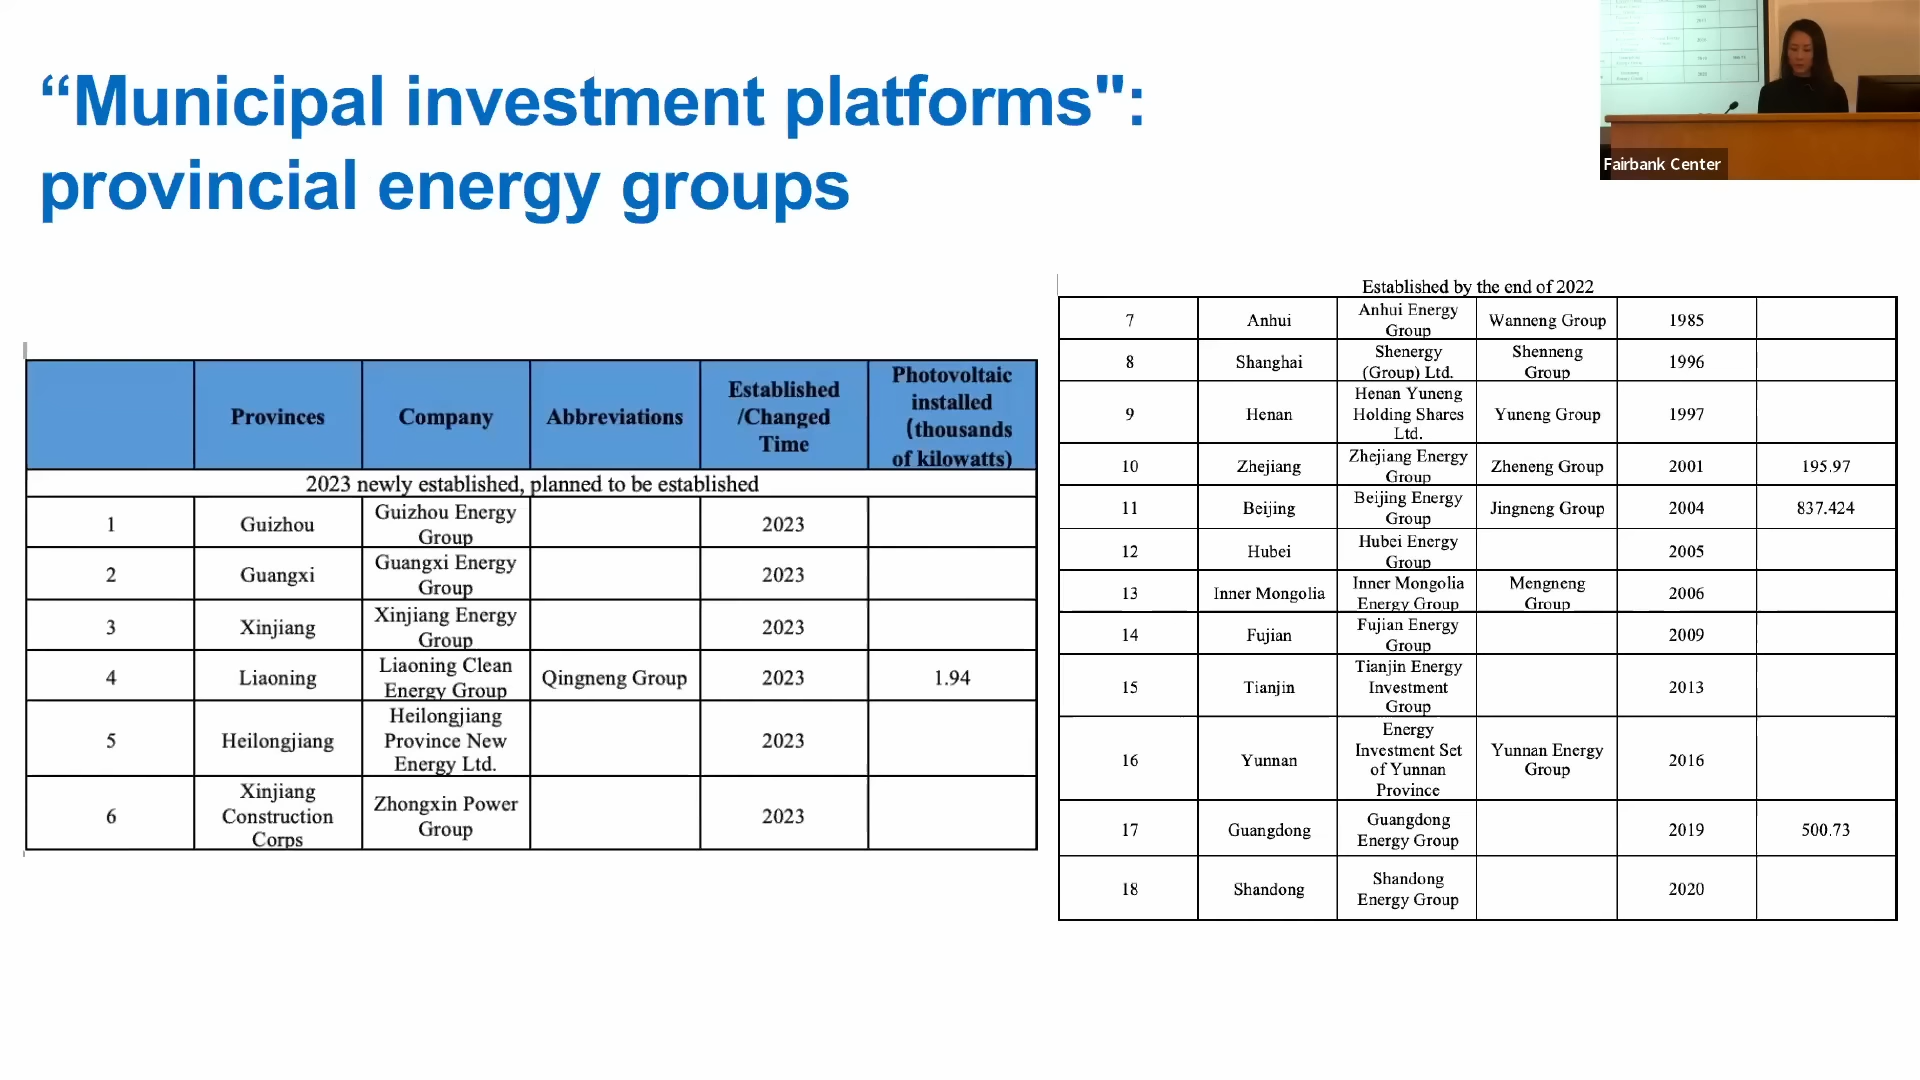 “Municipal investment platforms":
provincial energy groups
Fairbank Center
Provinces
Company
Abbreviations
Established
/Changed
Time
Photovoltaic
installed
(thousands
of kilowatts)
2023 newly established, planned to be established
1
Guizhou
Guizhou Energy
Group
2023
2
Guangxi
Guangxi Energy
Group
2023
3
Xinjiang
Xinjiang Energy
Group
2023
4
Liaoning
Liaoning Clean
Energy Group
Qingneng Group
2023
1.94
5
Heilongjiang
Heilongjiang
Province New
Energy Ltd.
2023
6
Xinjiang
Construction
Corps
Zhongxin Power
Group
2023
Established by the end of 2022
7
Anhui
Anhui Energy
Group
Wanneng Group
1985
8
Shanghai
Shenergy
(Group) Ltd.
Shenneng
Group
1996
9
Henan
Henan Yuneng
Holding Shares
Ltd.
Yuneng Group
1997
10
Zhejiang
Zhejiang Energy
Group
Zheneng Group
2001
195.97
11
Beijing
Beijing Energy
Group
Jingneng Group
2004
837.424
12
Hubei
Hubei Energy
Group
2005
13
Inner Mongolia
Inner Mongolia
Energy Group
Mengneng
Group
2006
14
Fujian
Fujian Energy
Group
2009
15
Tianjin
Tianjin Energy
Investment
Group
2013
16
Yunnan
Energy
Investment Set
of Yunnan
Province
Yunnan Energy
Group
2016
17
Guangdong
Guangdong
Energy Group
2019
500.73
18
Shandong
Shandong
Energy Group
2020